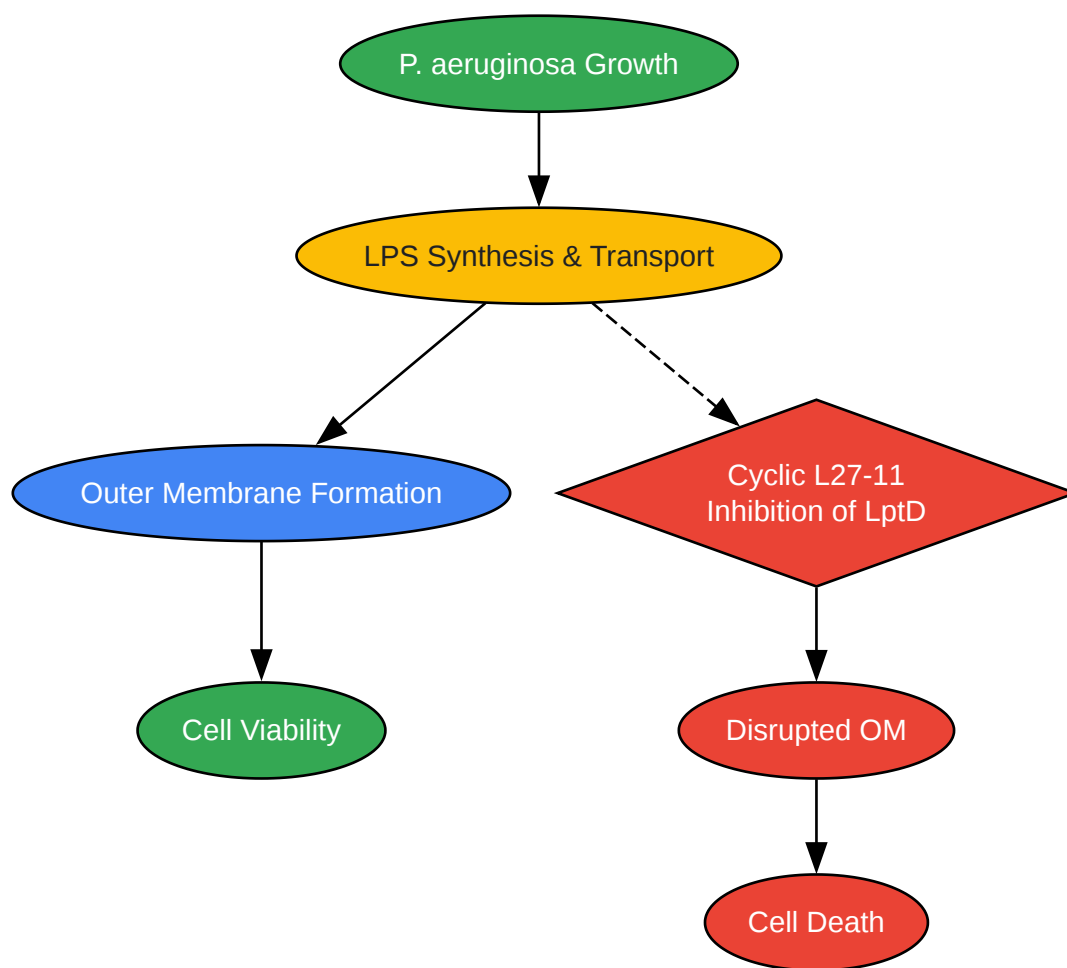 P. aeruginosa Growth
LPS Synthesis & Transport
Outer Membrane Formation
Cyclic L27-11
Inhibition of LptD
Cell Viability
Disrupted OM
Cell Death